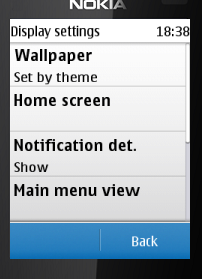 NOKIA
Display settings 18:38
Wallpaper
Set by theme
Home screen
Notification det.
Show
Main menu view
Back